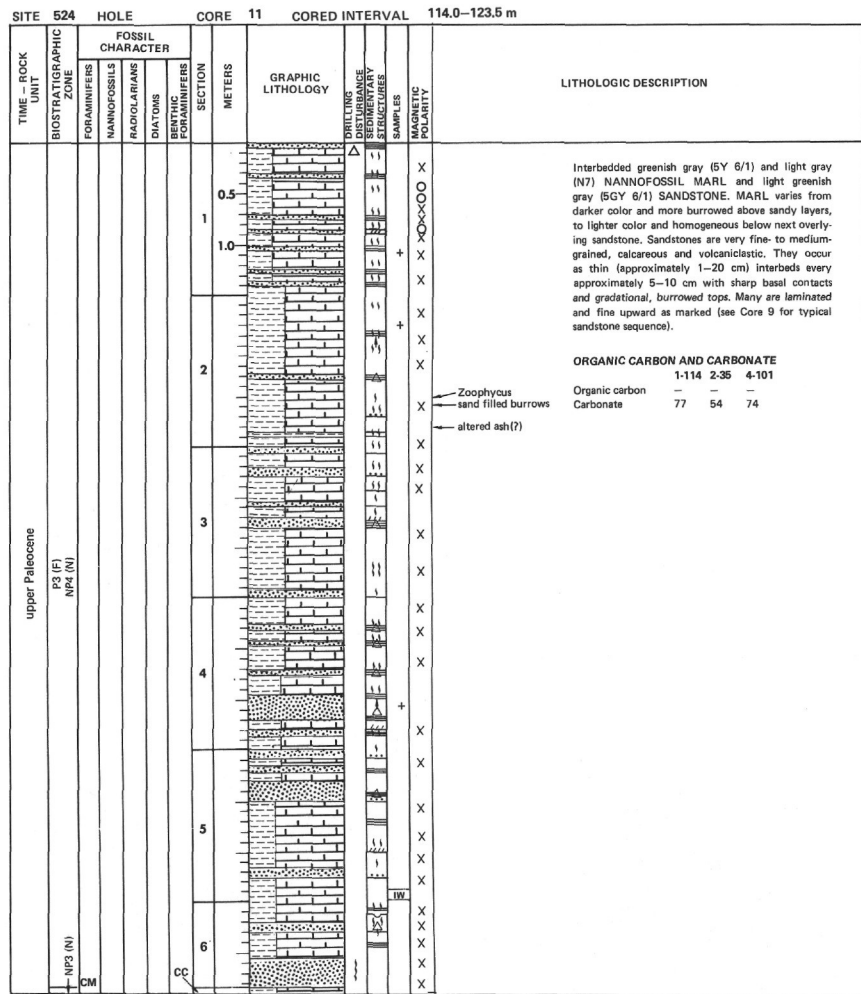 SITE 524 HOLE CORE 11 CORED INTERVAL 114.0–123.5 m
TIME – ROCK UNIT
BIOSTRATIGRAPHIC ZONE
FOSSIL CHARACTER
FORAMINIFERS
NANNOFOSSILS
RADIOLARIANS
DIATOMS
BENTHIC FORAMINIFERS
SECTION
METERS
GRAPHIC LITHOLOGY
DRILLING DISTURBANCE
SEDIMENTARY STRUCTURES
SAMPLES
MAGNETIC POLARITY
LITHOLOGIC DESCRIPTION
upper Paleocene
P3 (F)
NP4 (N)
NP3 (N)
CM
CC
1
0.5
1.0
2
3
4
5
6
IW
Zoophycus
sand filled burrows
altered ash(?)
Interbedded greenish gray (5Y 6/1) and light gray
(N7) NANNOFOSSIL MARL and light greenish
gray (5GY 6/1) SANDSTONE. MARL varies from
darker color and more burrowed above sandy layers,
to lighter color and homogeneous below next overly-
ing sandstone. Sandstones are very fine- to medium-
grained, calcareous and volcaniclastic. They occur
as thin (approximately 1–20 cm) interbeds every
approximately 5–10 cm with sharp basal contacts
and gradational, burrowed tops. Many are laminated
and fine upward as marked (see Core 9 for typical
sandstone sequence).
ORGANIC CARBON AND CARBONATE
1-114 2-35 4-101
Organic carbon – – –
Carbonate 77 54 74